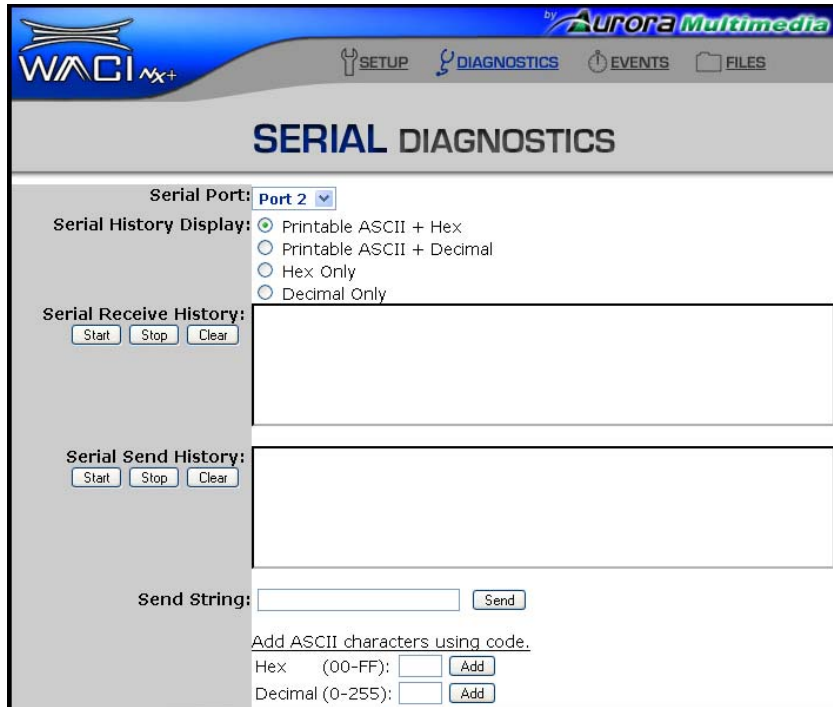 by Aurora Multimedia
WACI NX+
SETUP DIAGNOSTICS EVENTS FILES
SERIAL DIAGNOSTICS
Serial Port: Port 2
Serial History Display: Printable ASCII + Hex
Printable ASCII + Decimal
Hex Only
Decimal Only
Serial Receive History:
Start Stop Clear
Serial Send History:
Start Stop Clear
Send String: Send
Add ASCII characters using code.
Hex (00-FF): Add
Decimal (0-255): Add